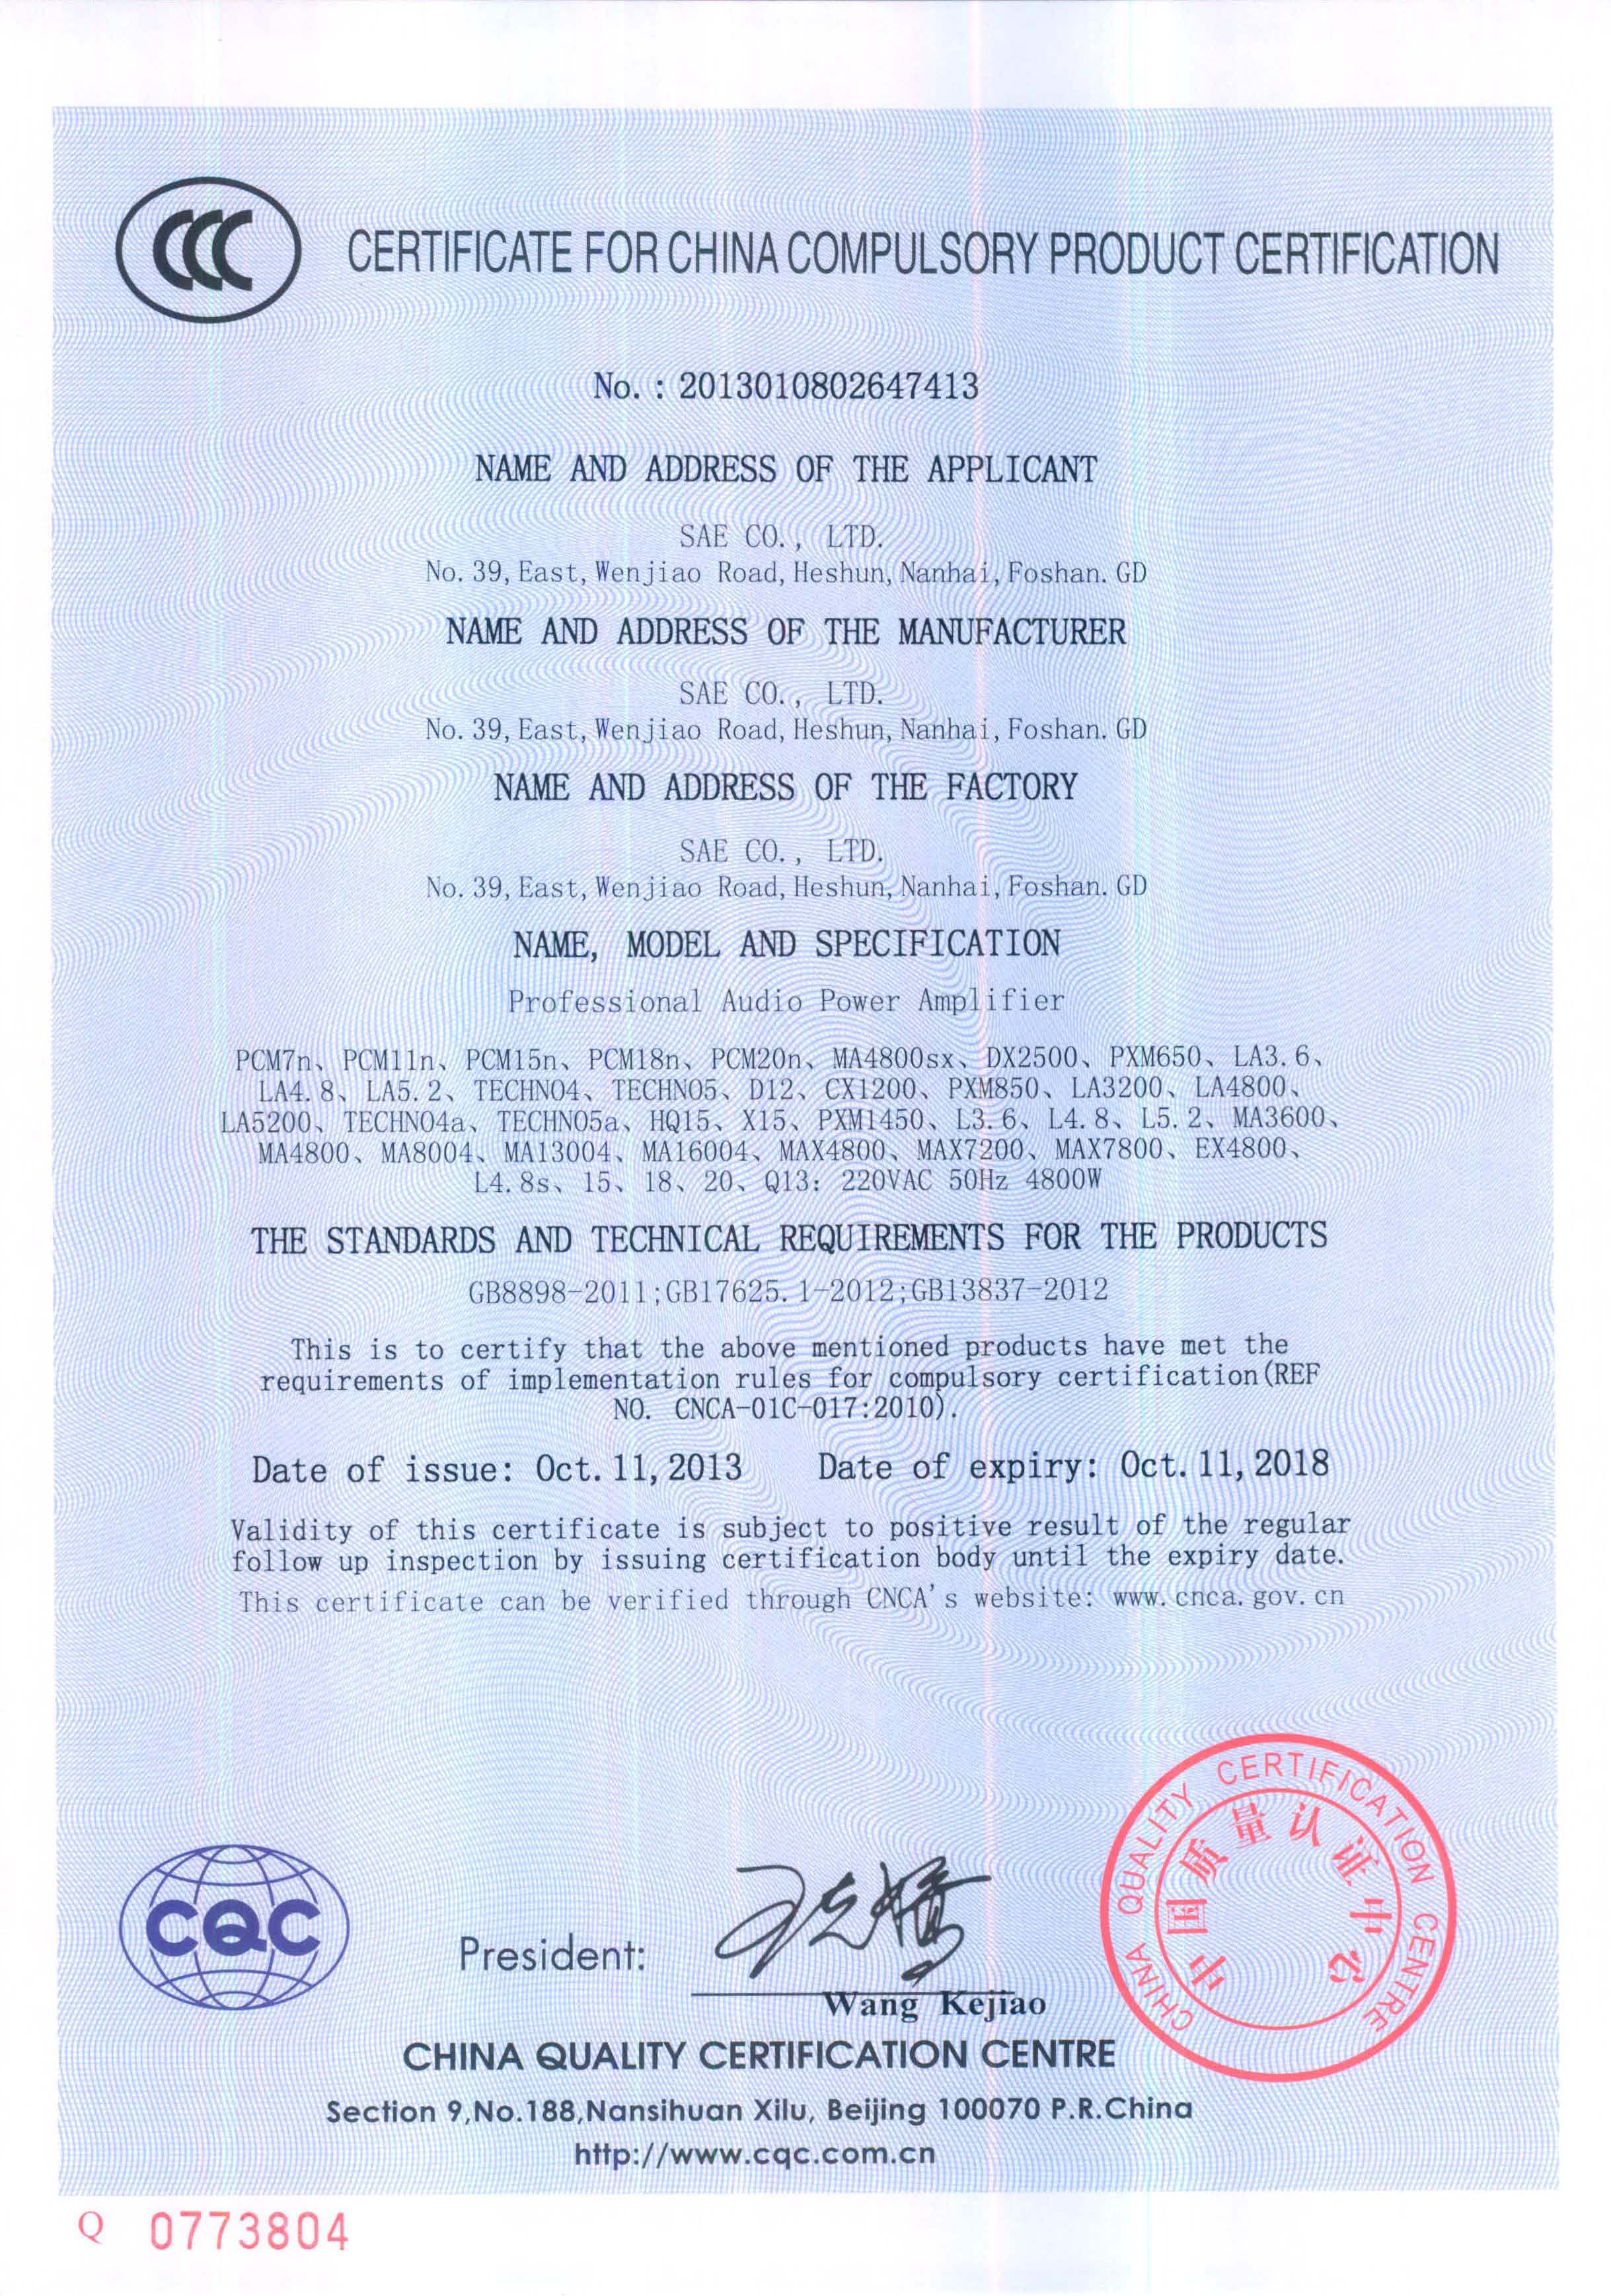 CCC
CERTIFICATE FOR CHINA COMPULSORY PRODUCT CERTIFICATION
No. : 2013010802647413
NAME AND ADDRESS OF THE APPLICANT
SAE CO., LTD.
No. 39, East, Wenjiao Road, Heshun, Nanhai, Foshan. GD
NAME AND ADDRESS OF THE MANUFACTURER
SAE CO., LTD.
No. 39, East, Wenjiao Road, Heshun, Nanhai, Foshan. GD
NAME AND ADDRESS OF THE FACTORY
SAE CO., LTD.
No. 39, East, Wenjiao Road, Heshun, Nanhai, Foshan. GD
NAME, MODEL AND SPECIFICATION
Professional Audio Power Amplifier
PCM7n、PCM11n、PCM15n、PCM18n、PCM20n、MA4800sx、DX2500、PXM650、LA3.6、
LA4.8、LA5.2、TECHNO4、TECHNO5、D12、CX1200、PXM850、LA3200、LA4800、
LA5200、TECHNO4a、TECHNO5a、HQ15、X15、PXM1450、L3.6、L4.8、L5.2、MA3600、
MA4800、MA8004、MA13004、MA16004、MAX4800、MAX7200、MAX7800、EX4800、
L4.8s、15、18、20、Q13: 220VAC 50Hz 4800W
THE STANDARDS AND TECHNICAL REQUIREMENTS FOR THE PRODUCTS
GB8898-2011;GB17625.1-2012;GB13837-2012
This is to certify that the above mentioned products have met the
requirements of implementation rules for compulsory certification(REF
NO. CNCA-01C-017:2010).
Date of issue: Oct. 11, 2013 Date of expiry: Oct. 11, 2018
Validity of this certificate is subject to positive result of the regular
follow up inspection by issuing certification body until the expiry date.
This certificate can be verified through CNCA's website: www.cnca.gov.cn
CHINA QUALITY CERTIFICATION CENTRE
中国质量认证中心
CQC
President:
Wang Kejiao
CHINA QUALITY CERTIFICATION CENTRE
Section 9,No.188,Nansihuan Xilu, Beijing 100070 P.R.China
http://www.cqc.com.cn
Q 0773804